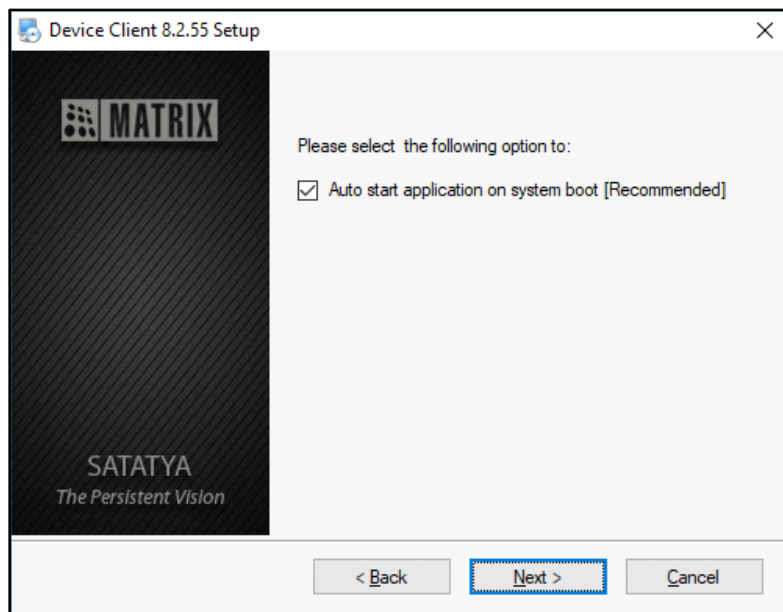 Device Client 8.2.55 Setup
MATRIX
Please select the following option to:
Auto start application on system boot [Recommended]
SATATYA
The Persistent Vision
< Back
Next >
Cancel